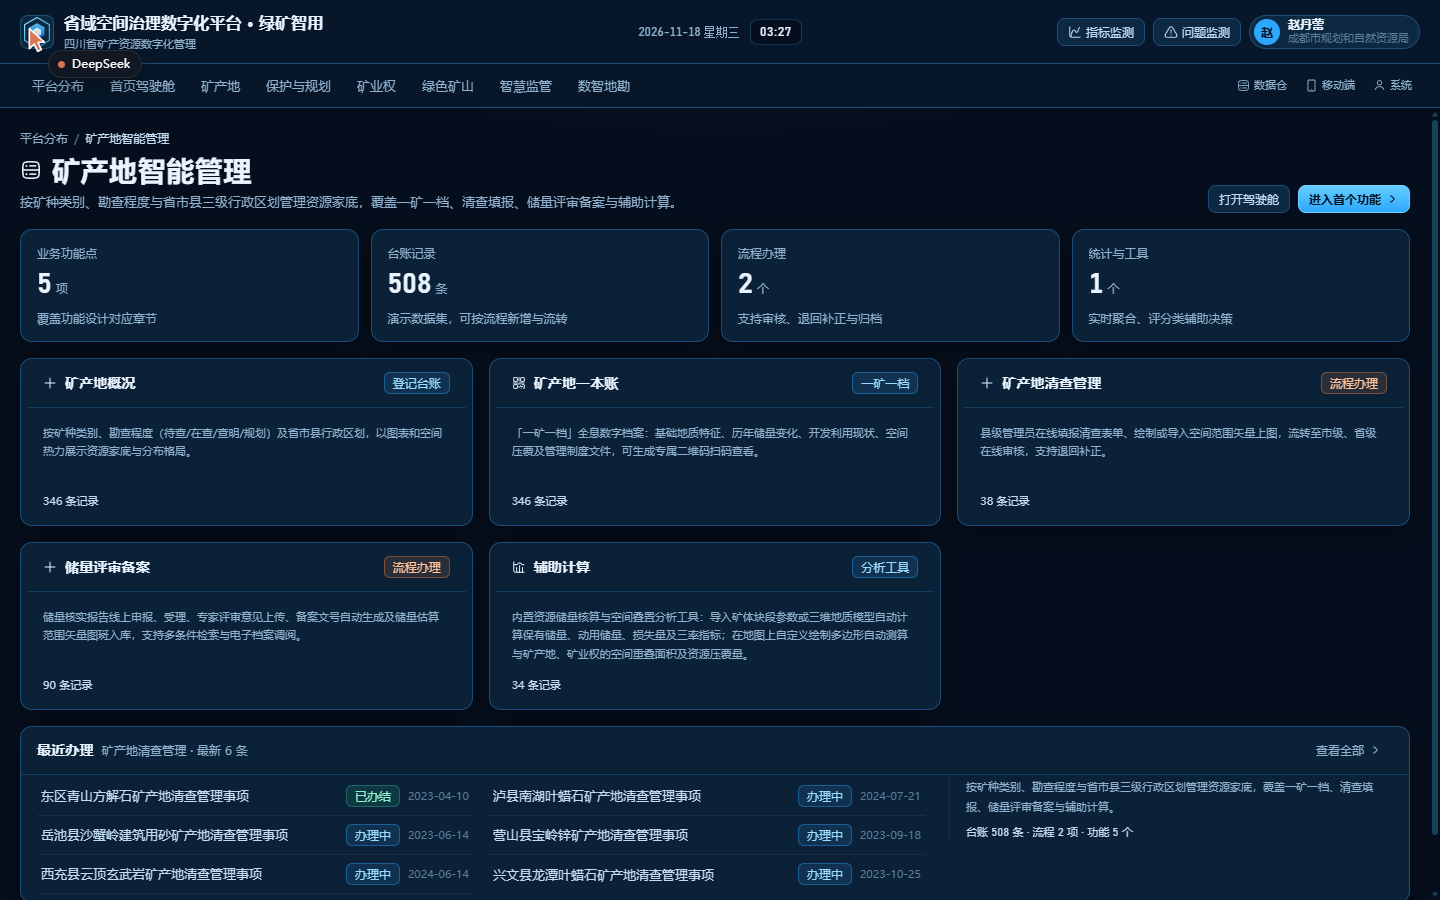 省域空间治理数字化平台 • 绿矿智用
四川省矿产资源数字化管理
2026-11-18 星期三
03:27
指标监测
问题监测
赵
赵丹蕾
成都市规划和自然资源局
DeepSeek
平台分布
首页驾驶舱
矿产地
保护与规划
矿业权
绿色矿山
智慧监管
数智地勘
数据仓
移动端
系统
平台分布 / 矿产地智能管理
矿产地智能管理
按矿种类别、勘查程度与省市县三级行政区划管理资源家底，覆盖一矿一档、清查填报、储量评审备案与辅助计算。
打开驾驶舱
进入首个功能
业务功能点
5 项
覆盖功能设计对应章节
台账记录
508 条
演示数据集，可按流程新增与流转
流程办理
2 个
支持审核、退回补正与归档
统计与工具
1 个
实时聚合、评分类辅助决策
矿产地概况
登记台账
按矿种类别、勘查程度（待查/在查/查明/规划）及省市县行政区划，以图表和空间
热力展示资源家底与分布格局。
346 条记录
矿产地一本账
一矿一档
「一矿一档」全息数字档案：基础地质特征、历年储量变化、开发利用现状、空间
压覆及管理制度文件，可生成专属二维码扫码查看。
346 条记录
矿产地清查管理
流程办理
县级管理员在线填报清查表单、绘制或导入空间范围矢量上图，流转至市级、省级
在线审核，支持退回补正。
38 条记录
储量评审备案
流程办理
储量核实报告线上申报、受理、专家评审意见上传、备案文号自动生成及储量估算
范围矢量图斑入库，支持多条件检索与电子档案调阅。
90 条记录
辅助计算
分析工具
内置资源储量核算与空间叠置分析工具：导入矿体块段参数或三维地质模型自动计
算保有储量、动用储量、损失量及三率指标；在地图上自定义绘制多边形自动测算
与矿产地、矿业权的空间重叠面积及资源压覆量。
34 条记录
最近办理 矿产地清查管理 · 最新 6 条
查看全部
东区青山方解石矿产地清查管理事项 已办结 2023-04-10
泸县南湖叶蜡石矿产地清查管理事项 办理中 2024-07-21
岳池县沙蟹岭建筑用砂矿产地清查管理事项 办理中 2023-06-14
营山县宝岭锌矿产地清查管理事项 办理中 2023-09-18
西充县云顶玄武岩矿产地清查管理事项 办理中 2024-06-14
兴文县龙潭叶蜡石矿产地清查管理事项 办理中 2023-10-25
按矿种类别、勘查程度与省市县三级行政区划管理资源家底，覆盖一矿一档、清查填
报、储量评审备案与辅助计算。
台账 508 条 · 流程 2 项 · 功能 5 个